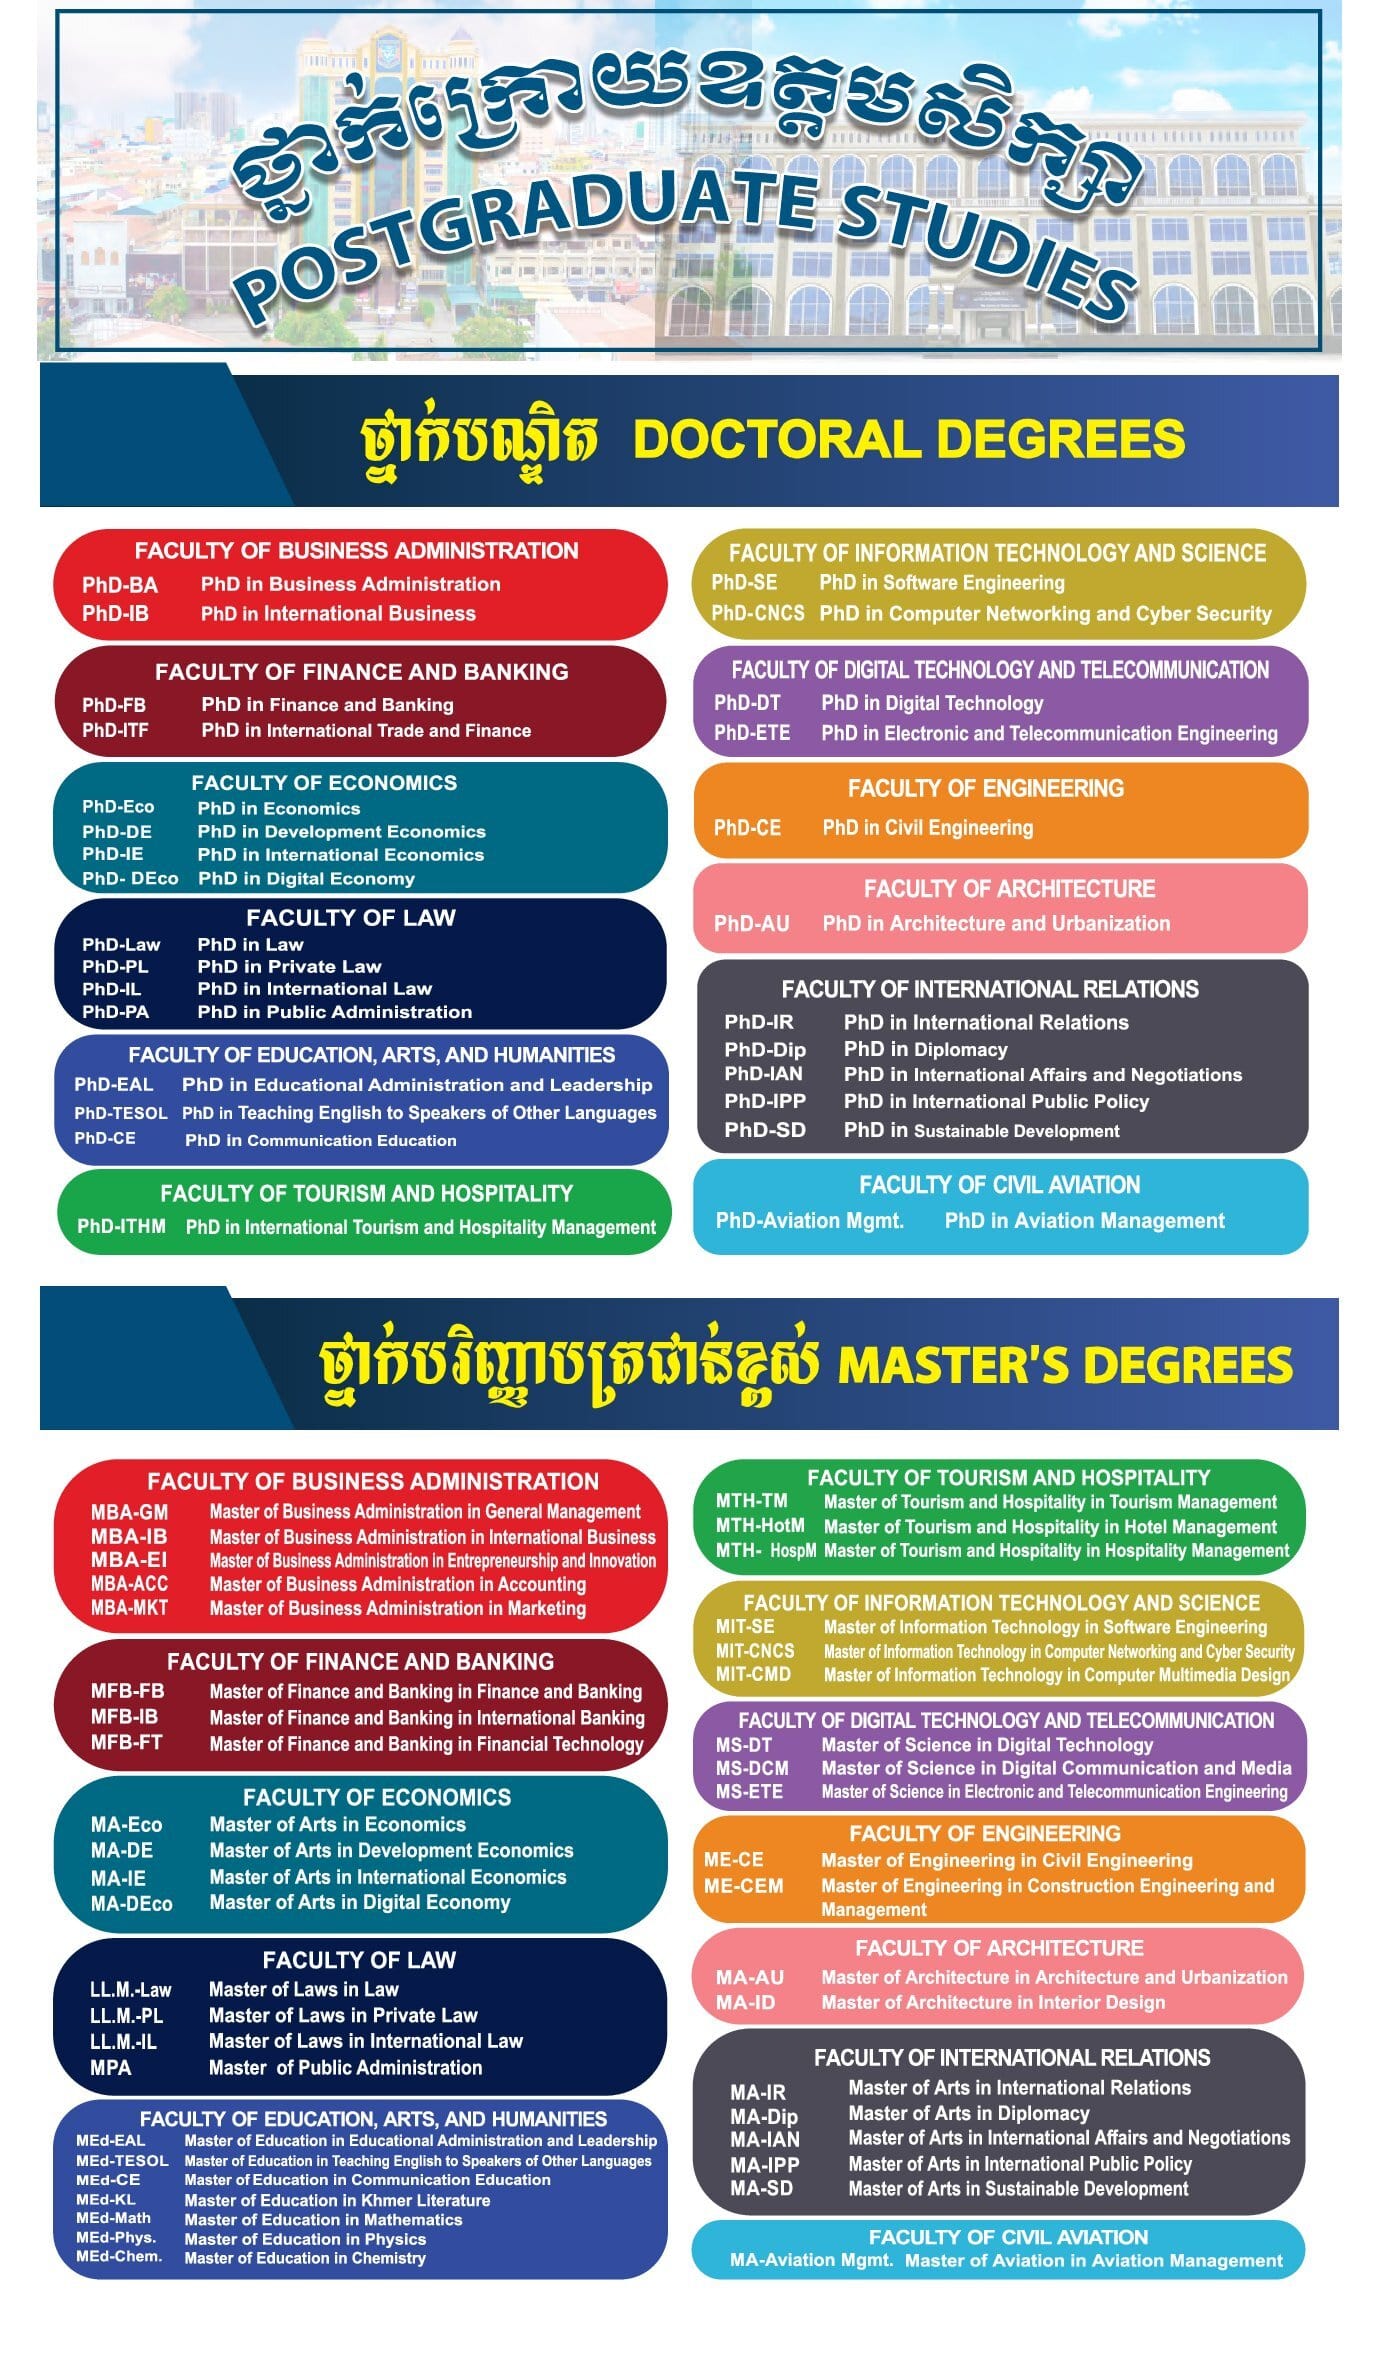 ថ្នាក់ក្រោយឧត្តមសិក្សា
POSTGRADUATE STUDIES
ថ្នាក់បណ្ឌិត DOCTORAL DEGREES
FACULTY OF BUSINESS ADMINISTRATION
PhD-BA PhD in Business Administration
PhD-IB PhD in International Business
FACULTY OF FINANCE AND BANKING
PhD-FB PhD in Finance and Banking
PhD-ITF PhD in International Trade and Finance
FACULTY OF ECONOMICS
PhD-Eco PhD in Economics
PhD-DE PhD in Development Economics
PhD-IE PhD in International Economics
PhD- DEco PhD in Digital Economy
FACULTY OF LAW
PhD-Law PhD in Law
PhD-PL PhD in Private Law
PhD-IL PhD in International Law
PhD-PA PhD in Public Administration
FACULTY OF EDUCATION, ARTS, AND HUMANITIES
PhD-EAL PhD in Educational Administration and Leadership
PhD-TESOL PhD in Teaching English to Speakers of Other Languages
PhD-CE PhD in Communication Education
FACULTY OF TOURISM AND HOSPITALITY
PhD-ITHM PhD in International Tourism and Hospitality Management
FACULTY OF INFORMATION TECHNOLOGY AND SCIENCE
PhD-SE PhD in Software Engineering
PhD-CNCS PhD in Computer Networking and Cyber Security
FACULTY OF DIGITAL TECHNOLOGY AND TELECOMMUNICATION
PhD-DT PhD in Digital Technology
PhD-ETE PhD in Electronic and Telecommunication Engineering
FACULTY OF ENGINEERING
PhD-CE PhD in Civil Engineering
FACULTY OF ARCHITECTURE
PhD-AU PhD in Architecture and Urbanization
FACULTY OF INTERNATIONAL RELATIONS
PhD-IR PhD in International Relations
PhD-Dip PhD in Diplomacy
PhD-IAN PhD in International Affairs and Negotiations
PhD-IPP PhD in International Public Policy
PhD-SD PhD in Sustainable Development
FACULTY OF CIVIL AVIATION
PhD-Aviation Mgmt. PhD in Aviation Management
ថ្នាក់បរិញ្ញាបត្រជាន់ខ្ពស់ MASTER'S DEGREES
FACULTY OF BUSINESS ADMINISTRATION
MBA-GM Master of Business Administration in General Management
MBA-IB Master of Business Administration in International Business
MBA-EI Master of Business Administration in Entrepreneurship and Innovation
MBA-ACC Master of Business Administration in Accounting
MBA-MKT Master of Business Administration in Marketing
FACULTY OF FINANCE AND BANKING
MFB-FB Master of Finance and Banking in Finance and Banking
MFB-IB Master of Finance and Banking in International Banking
MFB-FT Master of Finance and Banking in Financial Technology
FACULTY OF ECONOMICS
MA-Eco Master of Arts in Economics
MA-DE Master of Arts in Development Economics
MA-IE Master of Arts in International Economics
MA-DEco Master of Arts in Digital Economy
FACULTY OF LAW
LL.M.-Law Master of Laws in Law
LL.M.-PL Master of Laws in Private Law
LL.M.-IL Master of Laws in International Law
MPA Master of Public Administration
FACULTY OF EDUCATION, ARTS, AND HUMANITIES
MEd-EAL Master of Education in Educational Administration and Leadership
MEd-TESOL Master of Education in Teaching English to Speakers of Other Languages
MEd-CE Master of Education in Communication Education
MEd-KL Master of Education in Khmer Literature
MEd-Math Master of Education in Mathematics
MEd-Phys. Master of Education in Physics
MEd-Chem. Master of Education in Chemistry
FACULTY OF TOURISM AND HOSPITALITY
MTH-TM Master of Tourism and Hospitality in Tourism Management
MTH-HotM Master of Tourism and Hospitality in Hotel Management
MTH- HospM Master of Tourism and Hospitality in Hospitality Management
FACULTY OF INFORMATION TECHNOLOGY AND SCIENCE
MIT-SE Master of Information Technology in Software Engineering
MIT-CNCS Master of Information Technology in Computer Networking and Cyber Security
MIT-CMD Master of Information Technology in Computer Multimedia Design
FACULTY OF DIGITAL TECHNOLOGY AND TELECOMMUNICATION
MS-DT Master of Science in Digital Technology
MS-DCM Master of Science in Digital Communication and Media
MS-ETE Master of Science in Electronic and Telecommunication Engineering
FACULTY OF ENGINEERING
ME-CE Master of Engineering in Civil Engineering
ME-CEM Master of Engineering in Construction Engineering and
Management
FACULTY OF ARCHITECTURE
MA-AU Master of Architecture in Architecture and Urbanization
MA-ID Master of Architecture in Interior Design
FACULTY OF INTERNATIONAL RELATIONS
MA-IR Master of Arts in International Relations
MA-Dip Master of Arts in Diplomacy
MA-IAN Master of Arts in International Affairs and Negotiations
MA-IPP Master of Arts in International Public Policy
MA-SD Master of Arts in Sustainable Development
FACULTY OF CIVIL AVIATION
MA-Aviation Mgmt. Master of Aviation in Aviation Management